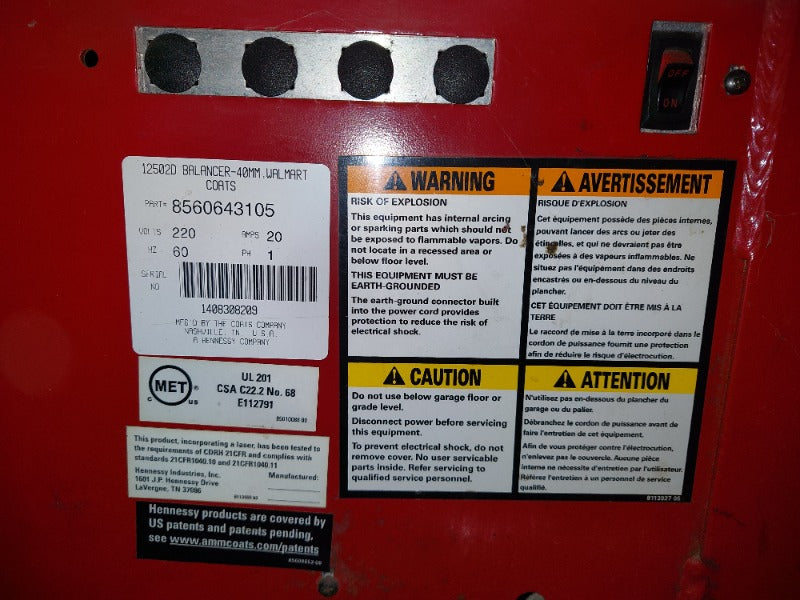 OFF
ON
12502D BALANCER-40MM.WALMART
COATS
PART# 8560643105
VOLTS 220 AMPS 20
HZ 60 PH 1
SERIAL
NO
1408308209
MFG'D BY THE COATS COMPANY
NASHVILLE, TN U.S.A
A HENNESSY COMPANY
MET ®
C US
UL 201
CSA C22.2 No. 68
E112791
This product, incorporating a laser, has been tested to
the requirements of CDRH 21CFR and complies with
standards 21CFR1040.10 and 21CFR1040.11
Hennessy Industries, Inc. Manufactured:
1601 J.P. Hennessy Drive
LaVergne, TN 37086
Hennessy products are covered by
US patents and patents pending,
see www.ammcoats.com/patents
WARNING
RISK OF EXPLOSION
This equipment has internal arcing
or sparking parts which should not
be exposed to flammable vapors. Do
not locate in a recessed area or
below floor level.
THIS EQUIPMENT MUST BE
EARTH-GROUNDED
The earth-ground connector built
into the power cord provides
protection to reduce the risk of
electrical shock.
AVERTISSEMENT
RISQUE D'EXPLOSION
Cet équipement possède des pièces internes,
pouvant lancer des arcs ou jeter des
étincelles, et qui ne devraient pas être
exposées à des vapeurs inflammables. Ne
situez pas l'équipement dans des endroits
encastrés ou en-dessous du niveau du
plancher.
CET ÉQUIPEMENT DOIT ÊTRE MIS À LA
TERRE
Le raccord de mise à la terre incorporé dans le
cordon de puissance fournit une protection
afin de réduire le risque d'électrocution.
CAUTION
Do not use below garage floor or
grade level.
Disconnect power before servicing
this equipment.
To prevent electrical shock, do not
remove cover. No user servicable
parts inside. Refer servicing to
qualified service personnel.
ATTENTION
N'utilisez pas en-dessous du plancher du
garage ou du palier.
Débranchez le cordon de puissance avant de
faire l'entretien de cet équipement.
Afin de vous protéger contre l'électrocution,
n'enlevez pas le couvercle. Aucune pièce
interne ne nécessite d'entretien par l'utilisateur.
Référez l'entretien à un personnel de service
qualifié.
8113927 05